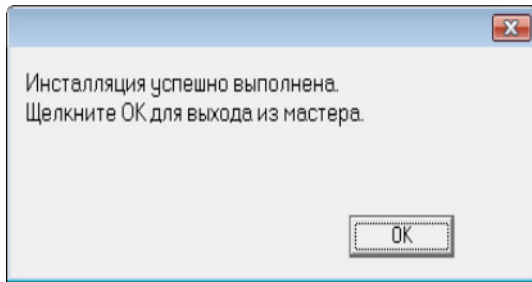 Инсталляция успешно выполнена.
Щелкните ОК для выхода из мастера.
OK